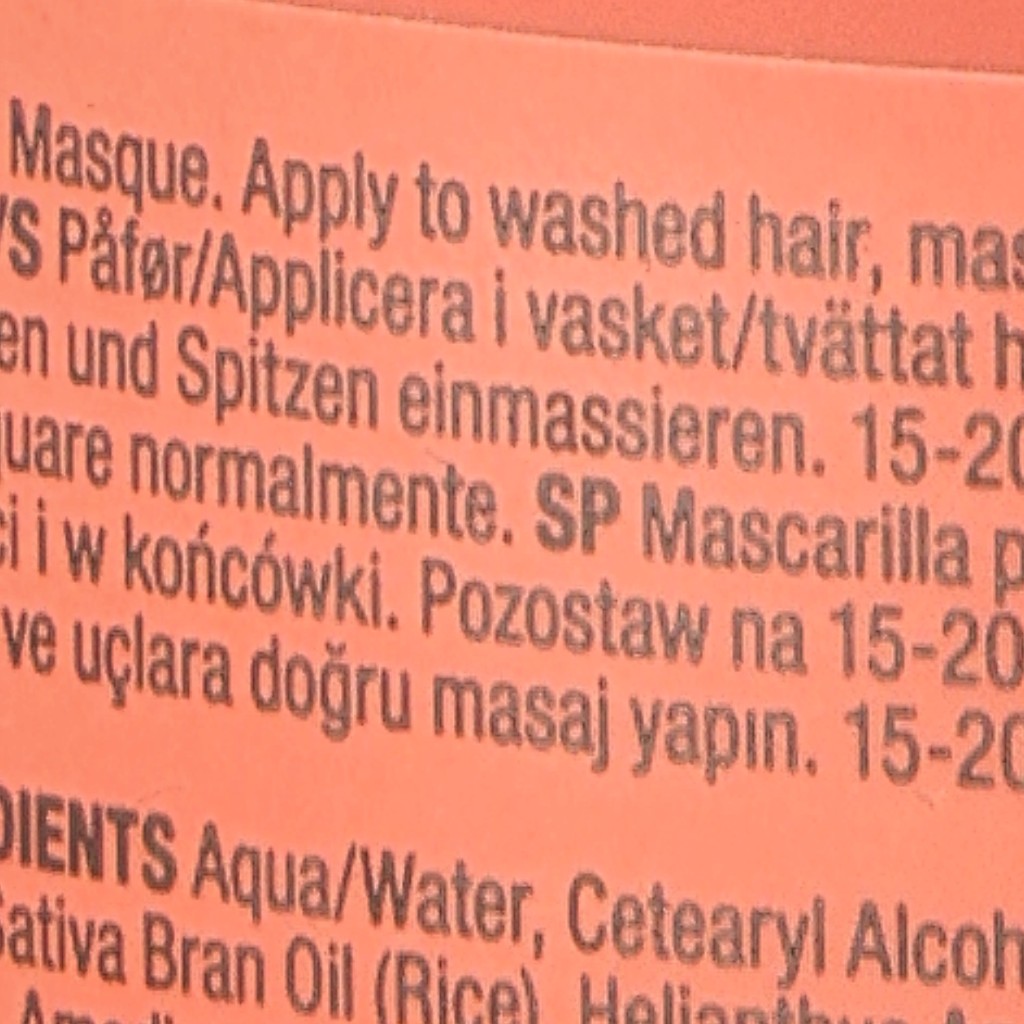 Masque. Apply to washed hair, mas
/S Påfør/Applicera i vasket/tvättat h
en und Spitzen einmassieren. 15-20
quare normalmente. SP Mascarilla p
ci i w końcówki. Pozostaw na 15-20
ve uçlara doğru masaj yapın. 15-20
DIENTS Aqua/Water, Cetearyl Alcoh
Sativa Bran Oil (Rice), Helianthus